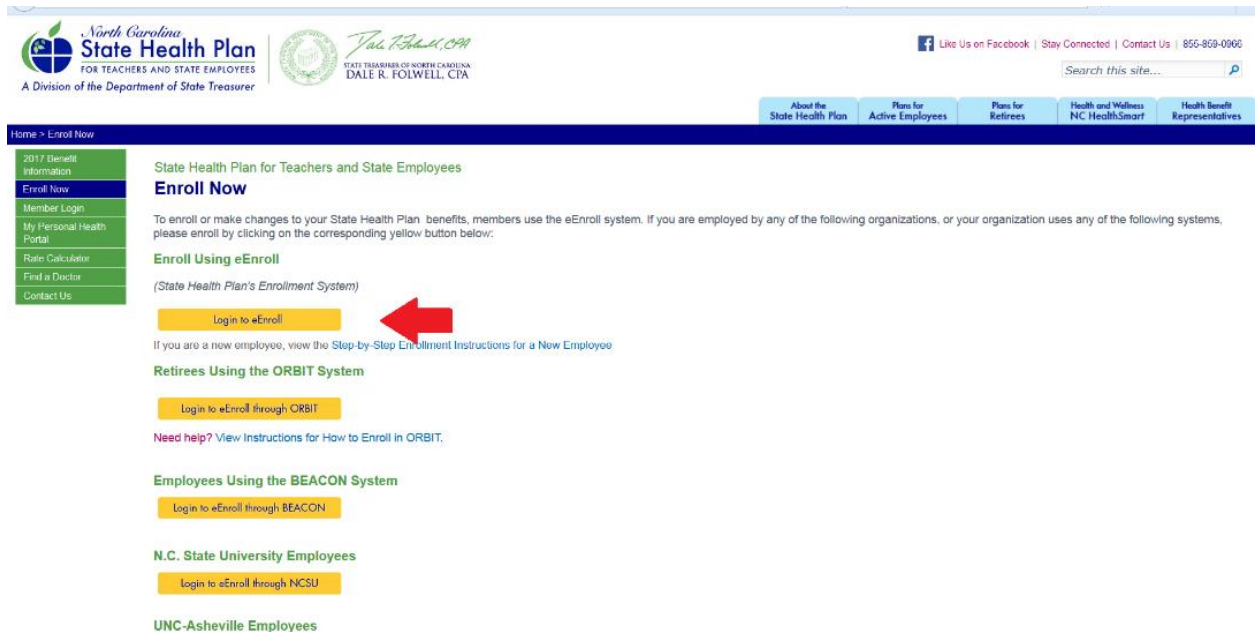 North Carolina
State Health Plan
FOR TEACHERS AND STATE EMPLOYEES
A Division of the Department of State Treasurer
Dale R. Folwell, CPA
STATE TREASURER OF NORTH CAROLINA
DALE R. FOLWELL, CPA
Like Us on Facebook | Stay Connected | Contact Us | 855-859-0966
Search this site...
About the State Health Plan
Plans for Active Employees
Plans for Retirees
Health and Wellness NC HealthSmart
Health Benefit Representatives
Home > Enroll Now
2017 Benefit
Information
Enroll Now
Member Login
My Personal Health
Portal
Rate Calculator
Find a Doctor
Contact Us
State Health Plan for Teachers and State Employees
Enroll Now
To enroll or make changes to your State Health Plan benefits, members use the eEnroll system. If you are employed by any of the following organizations, or your organization uses any of the following systems,
please enroll by clicking on the corresponding yellow button below:
Enroll Using eEnroll
(State Health Plan's Enrollment System)
Login to eEnroll
If you are a new employee, view the Step-by-Step Enrollment Instructions for a New Employee
Retirees Using the ORBIT System
Login to eEnroll through ORBIT
Need help? View Instructions for How to Enroll in ORBIT.
Employees Using the BEACON System
Login to eEnroll through BEACON
N.C. State University Employees
Login to eEnroll through NCSU
UNC-Asheville Employees